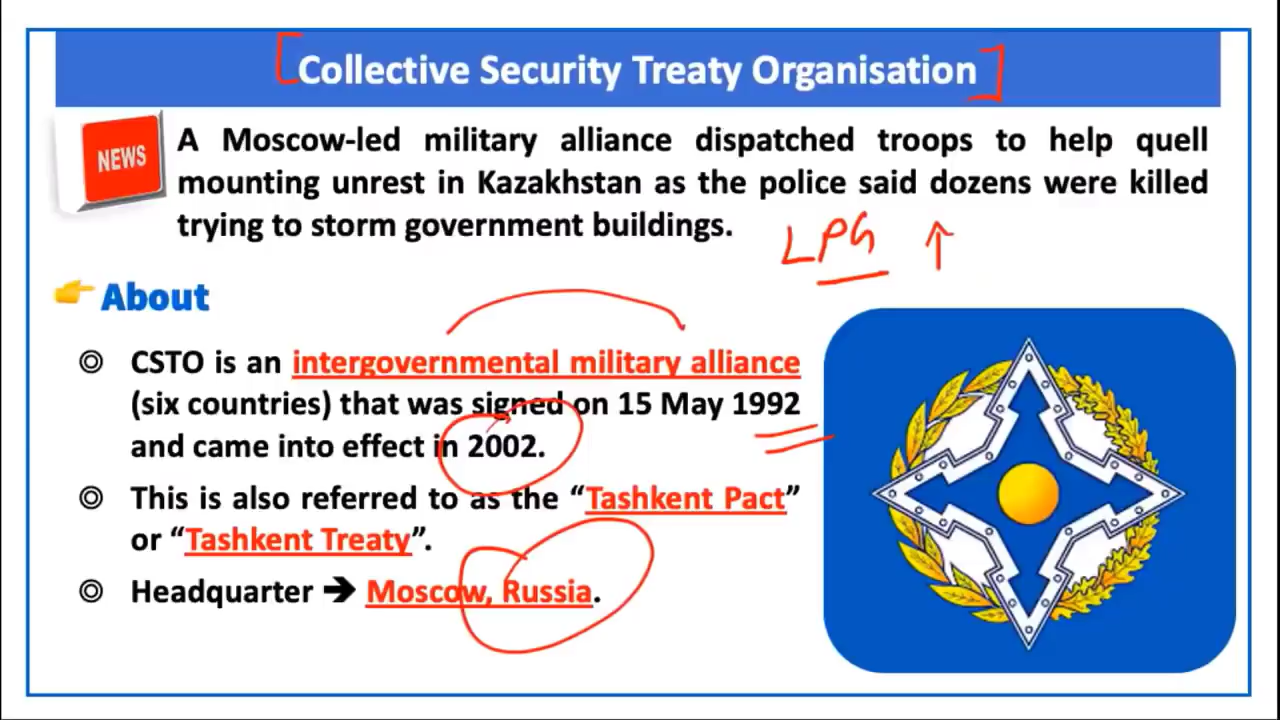 Collective Security Treaty Organisation
NEWS
A Moscow-led military alliance dispatched troops to help quell
mounting unrest in Kazakhstan as the police said dozens were killed
trying to storm government buildings.
LPG ↑
About
◎ CSTO is an intergovernmental military alliance
(six countries) that was signed on 15 May 1992
and came into effect in 2002.
◎ This is also referred to as the “Tashkent Pact”
or “Tashkent Treaty”.
◎ Headquarter ➔ Moscow, Russia.